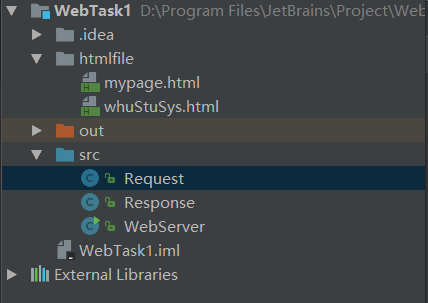 WebTask1 D:\Program Files\JetBrains\Project\Web
.idea
htmlfile
mypage.html
whuStuSys.html
out
src
Request
Response
WebServer
WebTask1.iml
External Libraries